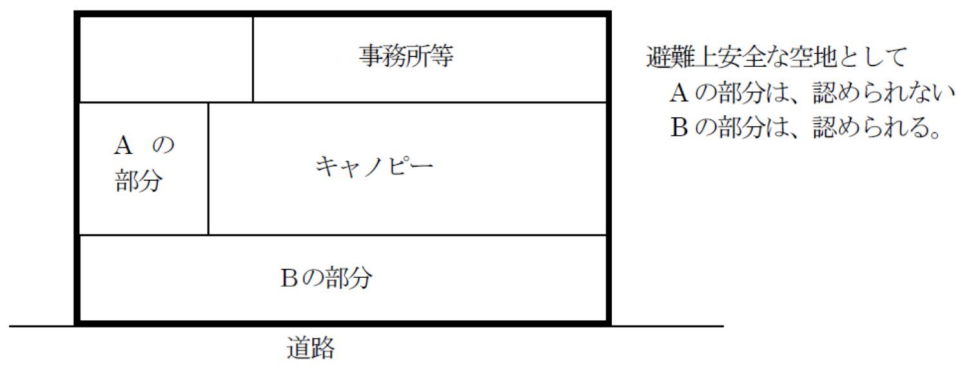 事務所等
避難上安全な空地として
Aの部分は、認められない
Bの部分は、認められる。
A の
部分
キャノピー
Bの部分
道路